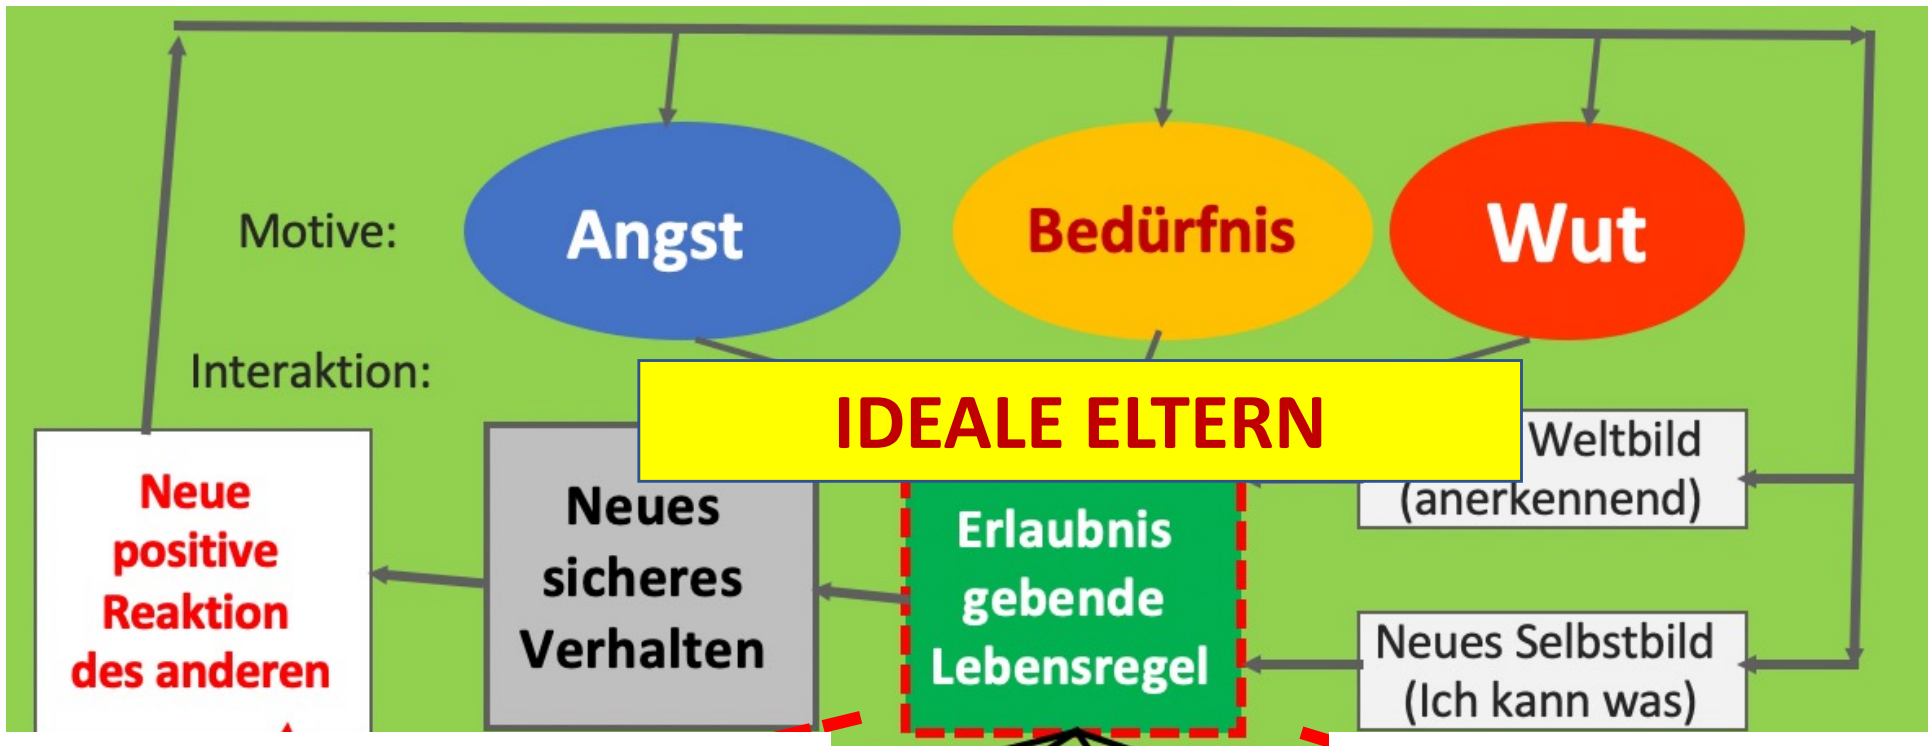 Motive:
Angst
Bedürfnis
Wut
Interaktion:
IDEALE ELTERN
Neue
positive
Reaktion
des anderen
Neues
sicheres
Verhalten
Erlaubnis
gebende
Lebensregel
Weltbild
(anerkennend)
Neues Selbstbild
(Ich kann was)